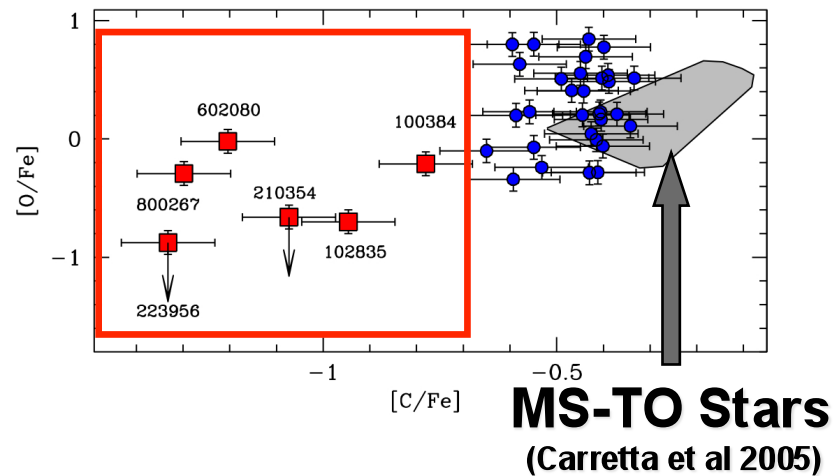 1
602080
100384
0
[O/Fe]
800267
210354
102835
−1
223956
−1
−0.5
[C/Fe]
MS-TO Stars
(Carretta et al 2005)